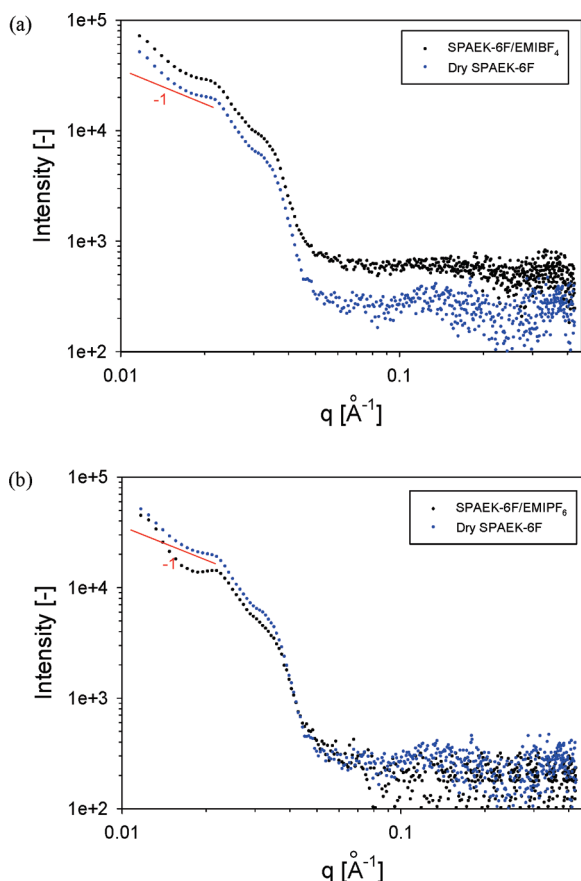 (a)
1e+5
1e+4
1e+3
1e+2
Intensity [-]
SPAEK-6F/EMIBF₄
Dry SPAEK-6F
-1
0.01
0.1
q [Å⁻¹]
(b)
1e+5
1e+4
1e+3
1e+2
Intensity [-]
SPAEK-6F/EMIPF₆
Dry SPAEK-6F
-1
0.01
0.1
q [Å⁻¹]